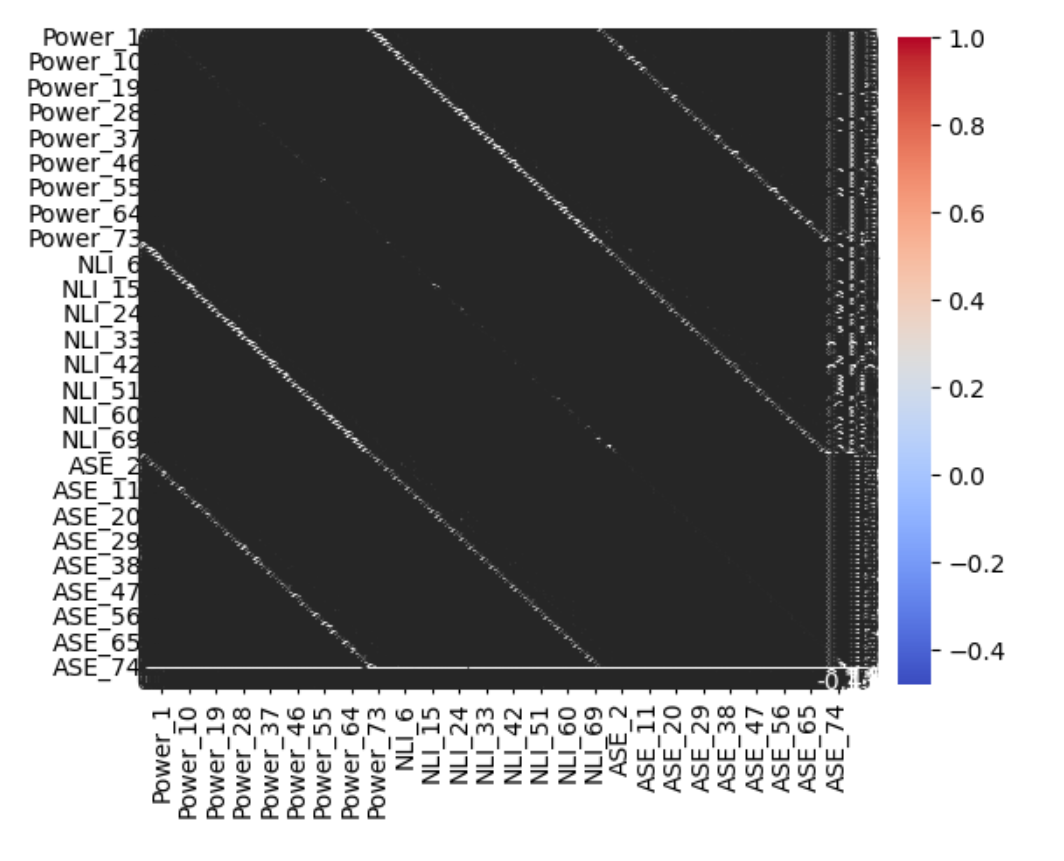 Power_1
Power_10
Power_19
Power_28
Power_37
Power_46
Power_55
Power_64
Power_73
NLI_6
NLI_15
NLI_24
NLI_33
NLI_42
NLI_51
NLI_60
NLI_69
ASE_2
ASE_11
ASE_20
ASE_29
ASE_38
ASE_47
ASE_56
ASE_65
ASE_74
1.0
0.8
0.6
0.4
0.2
0.0
−0.2
−0.4
Power_1
Power_10
Power_19
Power_28
Power_37
Power_46
Power_55
Power_64
Power_73
NLI_6
NLI_15
NLI_24
NLI_33
NLI_42
NLI_51
NLI_60
NLI_69
ASE_2
ASE_11
ASE_20
ASE_29
ASE_38
ASE_47
ASE_56
ASE_65
ASE_74